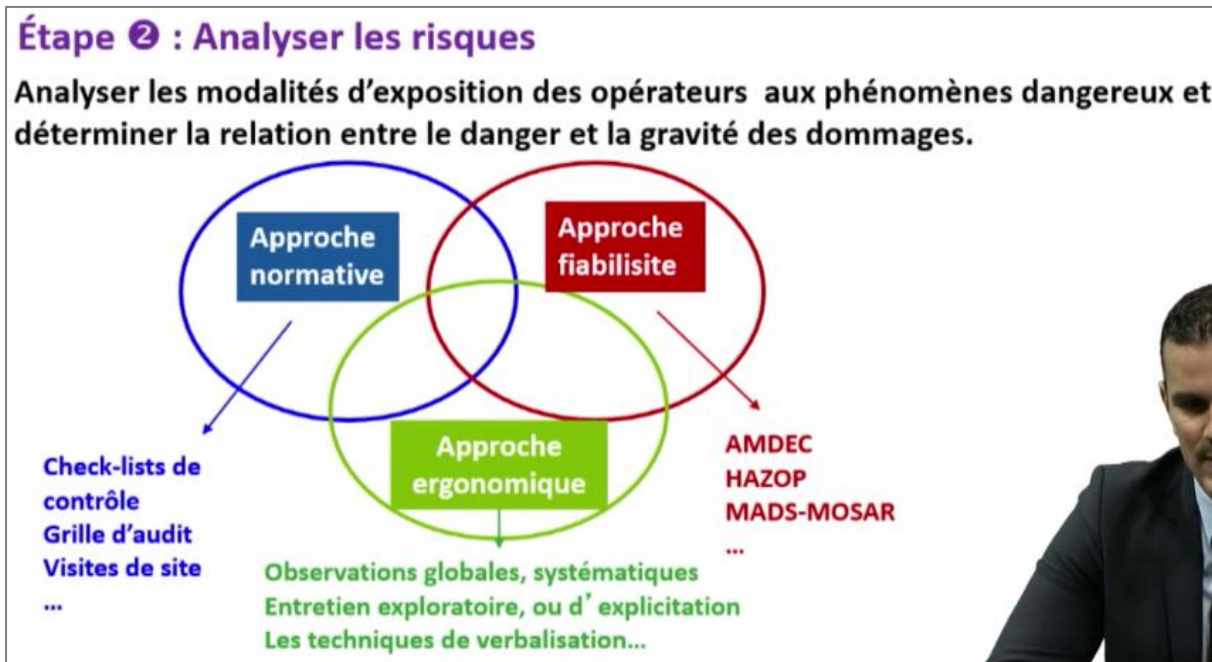 Étape ❷ : Analyser les risques
Analyser les modalités d'exposition des opérateurs aux phénomènes dangereux et
déterminer la relation entre le danger et la gravité des dommages.
Approche
normative
Approche
fiabilisite
Approche
ergonomique
Check-lists de
contrôle
Grille d'audit
Visites de site
...
AMDEC
HAZOP
MADS-MOSAR
...
Observations globales, systématiques
Entretien exploratoire, ou d' explicitation
Les techniques de verbalisation...